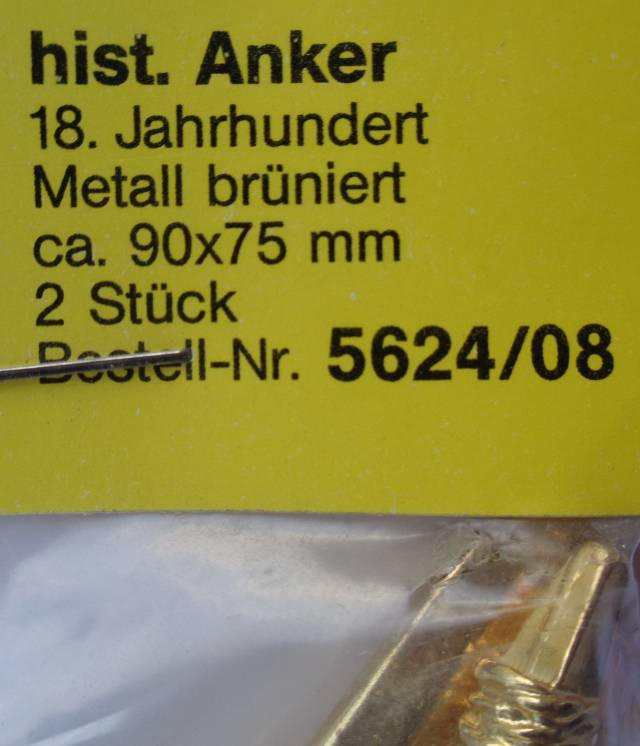 hist. Anker
18. Jahrhundert
Metall brüniert
ca. 90x75 mm
2 Stück
Bestell-Nr. 5624/08